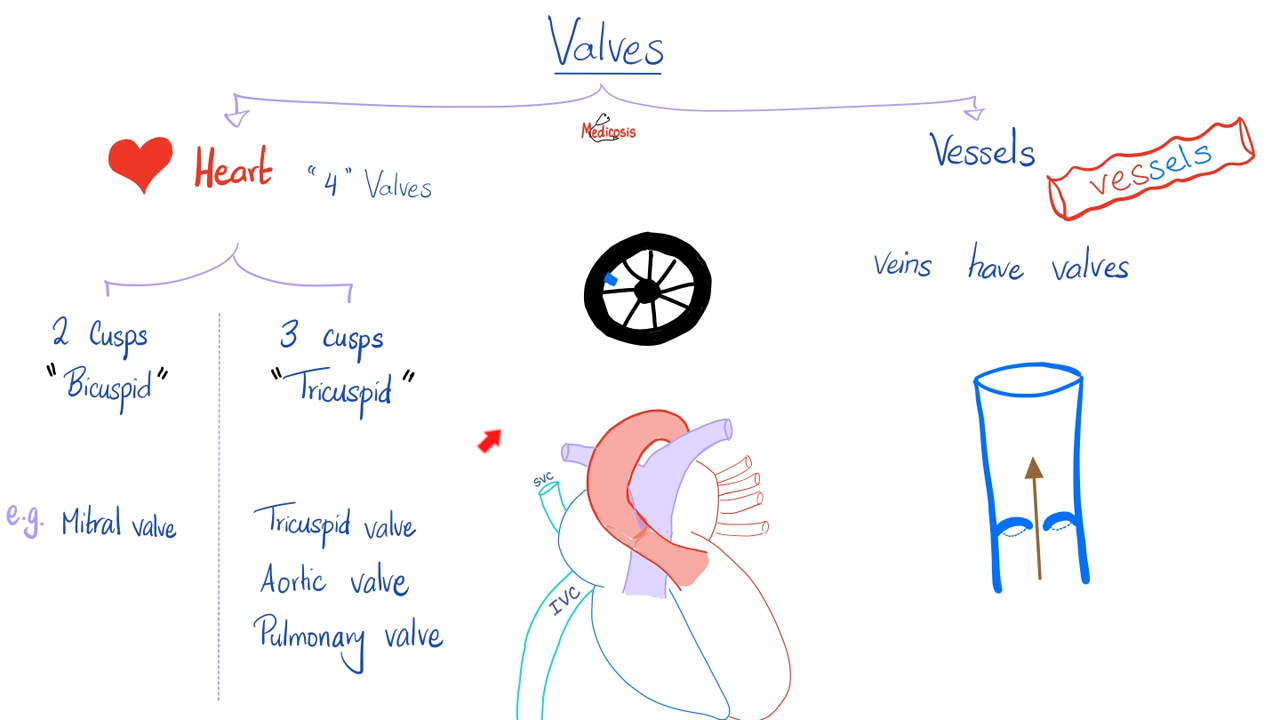 Valves
Medicosis
Heart "4" Valves
Vessels
vessels
veins have valves
2 Cusps
"Bicuspid"
3 cusps
"Tricuspid"
e.g. Mitral valve
Tricuspid valve
Aortic valve
Pulmonary valve
SVC
IVC